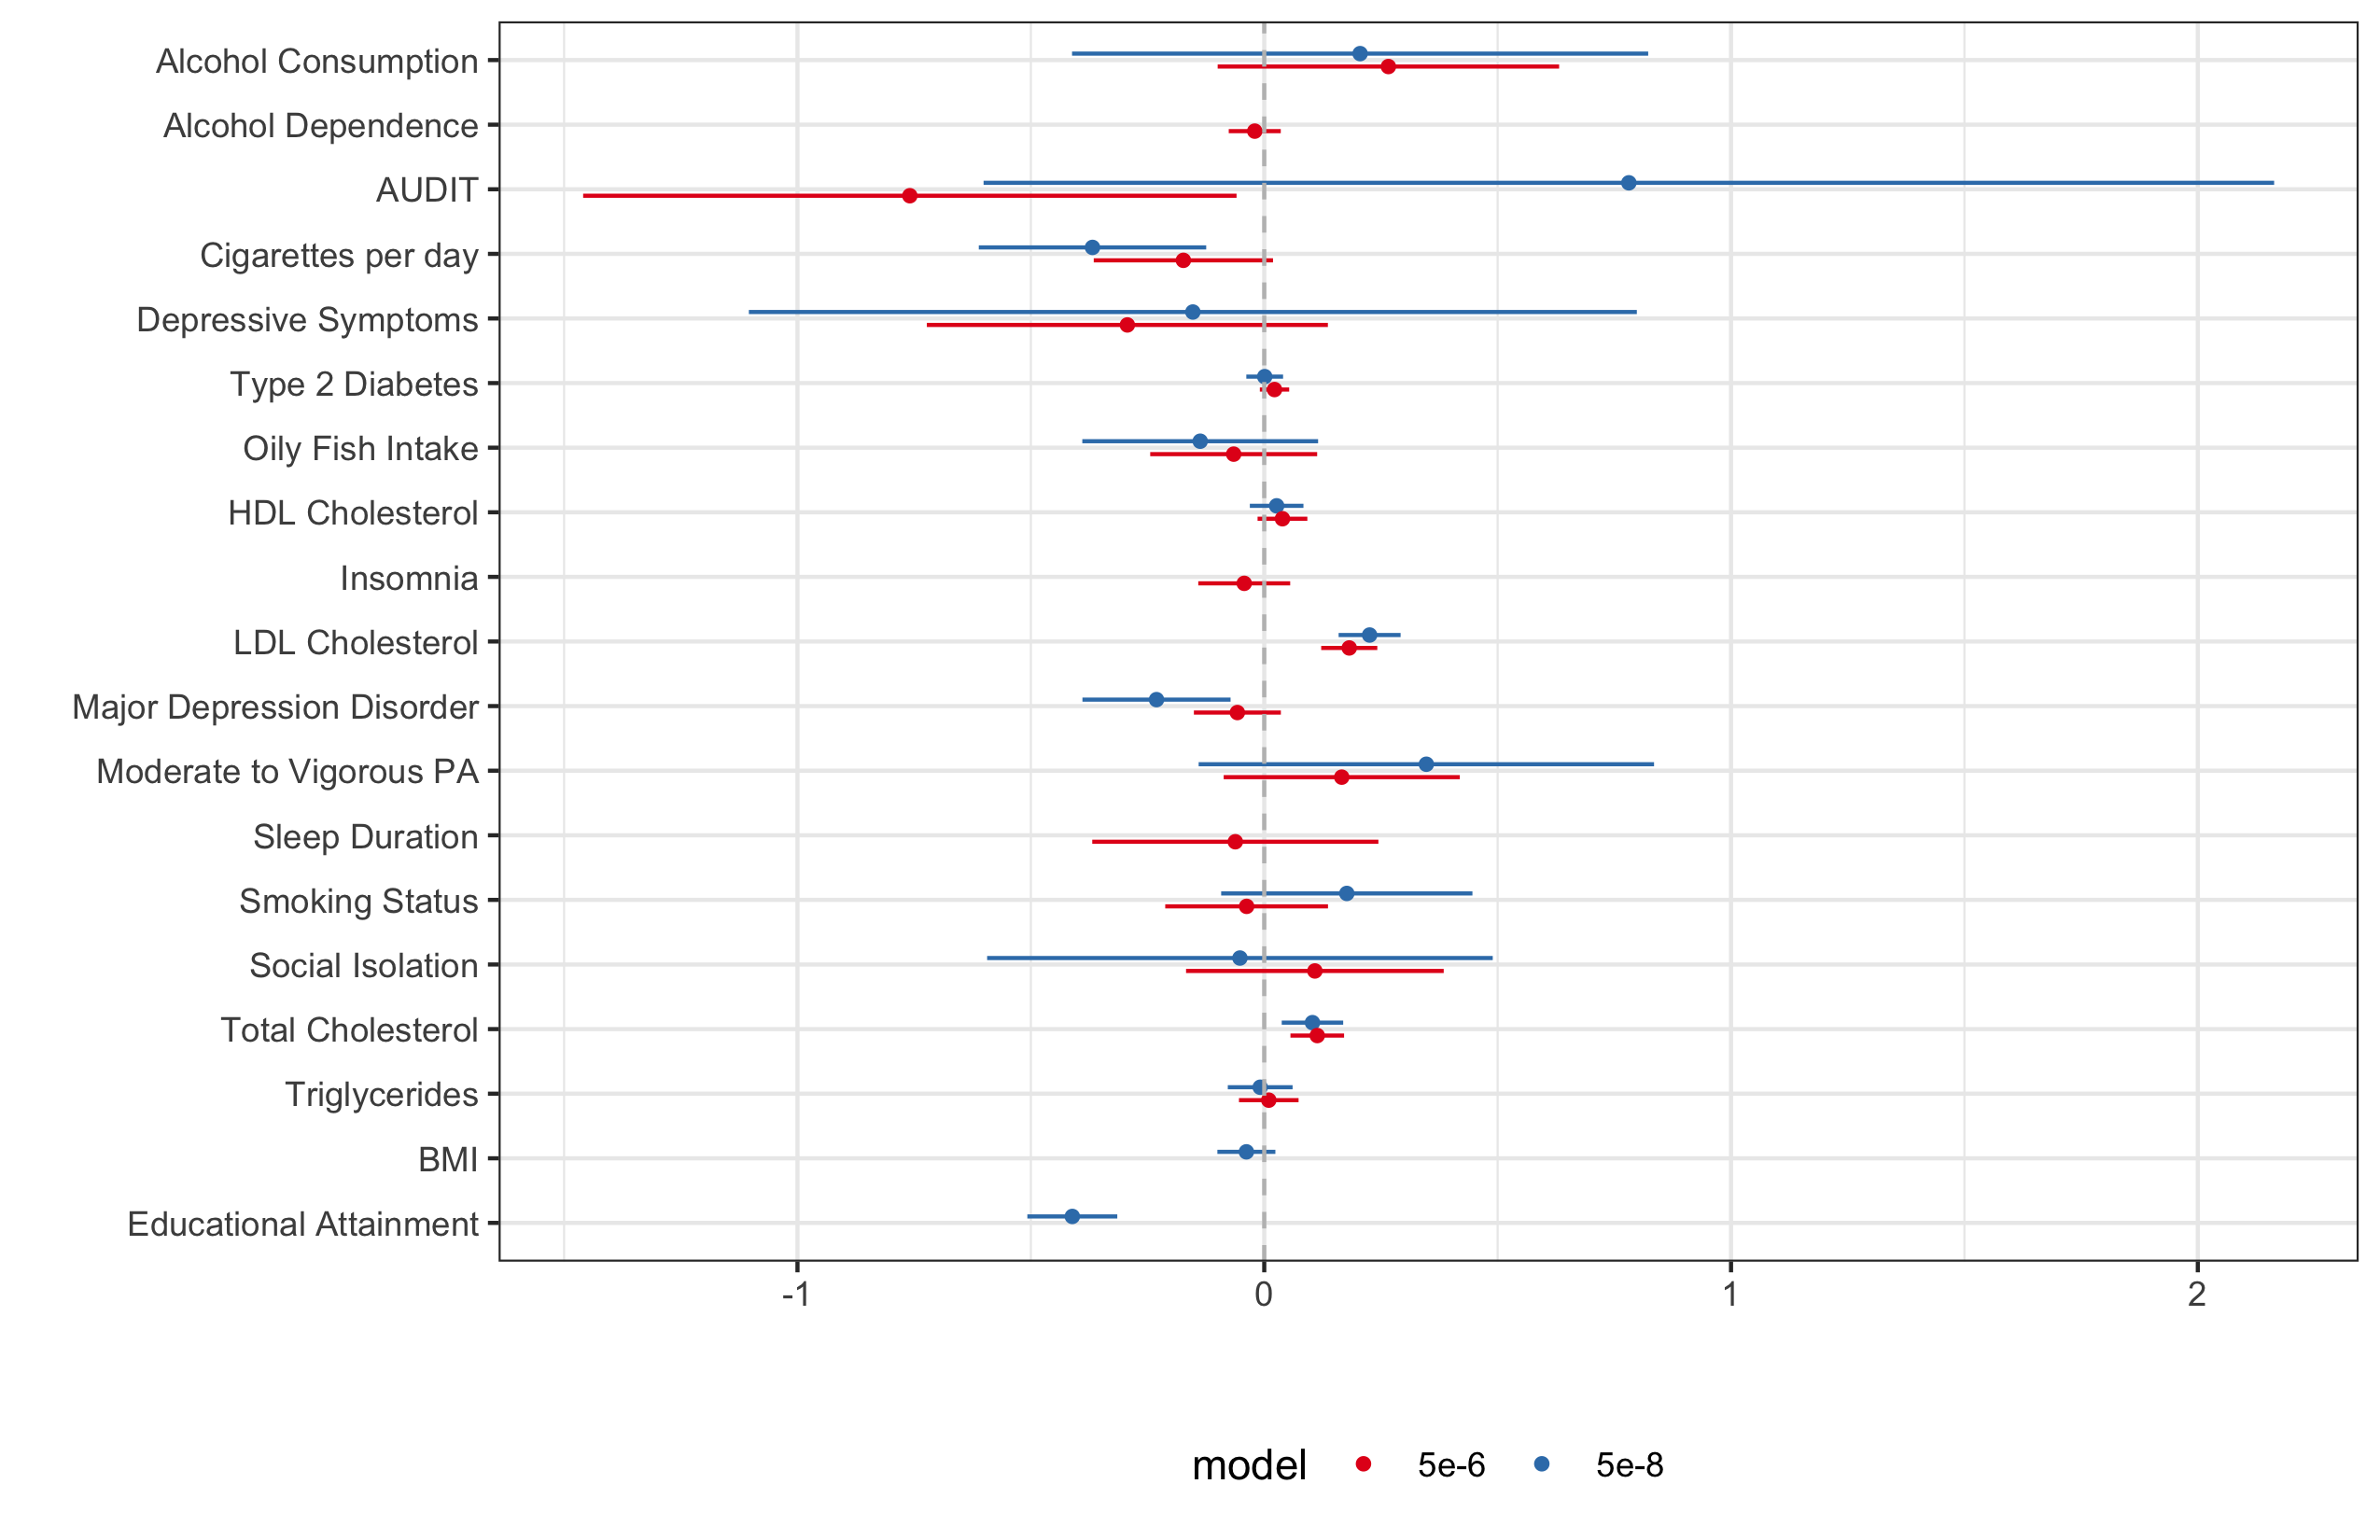 Alcohol Consumption
Alcohol Dependence
AUDIT
Cigarettes per day
Depressive Symptoms
Type 2 Diabetes
Oily Fish Intake
HDL Cholesterol
Insomnia
LDL Cholesterol
Major Depression Disorder
Moderate to Vigorous PA
Sleep Duration
Smoking Status
Social Isolation
Total Cholesterol
Triglycerides
BMI
Educational Attainment
-1 0 1 2
model 5e-6 5e-8